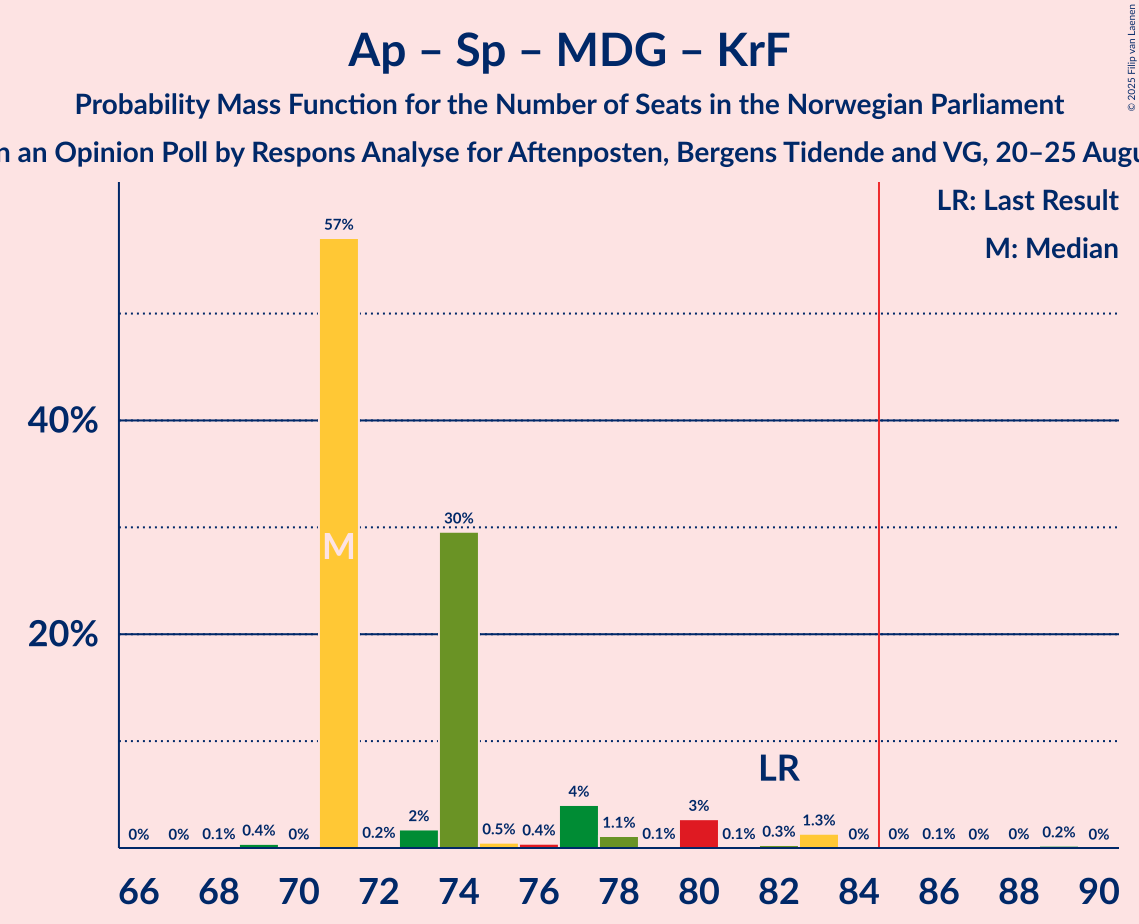 Ap – Sp – MDG – KrF
Probability Mass Function for the Number of Seats in the Norwegian Parliament
an Opinion Poll by Respons Analyse for Aftenposten, Bergens Tidende and VG, 20–25
© 2025 Filip van Laenen
LR: Last Result
M: Median
57%
40%
M
30%
20%
LR
0% 0% 0.1% 0.4% 0% 0.2% 2% 0.5% 0.4% 4% 1.1% 0.1% 3% 0.1% 0.3% 1.3% 0% 0% 0.1% 0% 0% 0.2% 0%
66 68 70 72 74 76 78 80 82 84 86 88 90